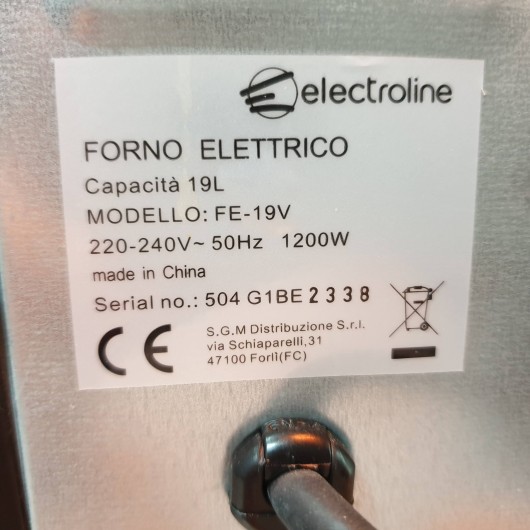 electroline
FORNO ELETTRICO
Capacità 19L
MODELLO: FE-19V
220-240V~ 50Hz 1200W
made in China
Serial no.: 504 G1BE 2338
CE
S.G.M Distribuzione S.r.l.
via Schiaparelli,31
47100 Forlì(FC)